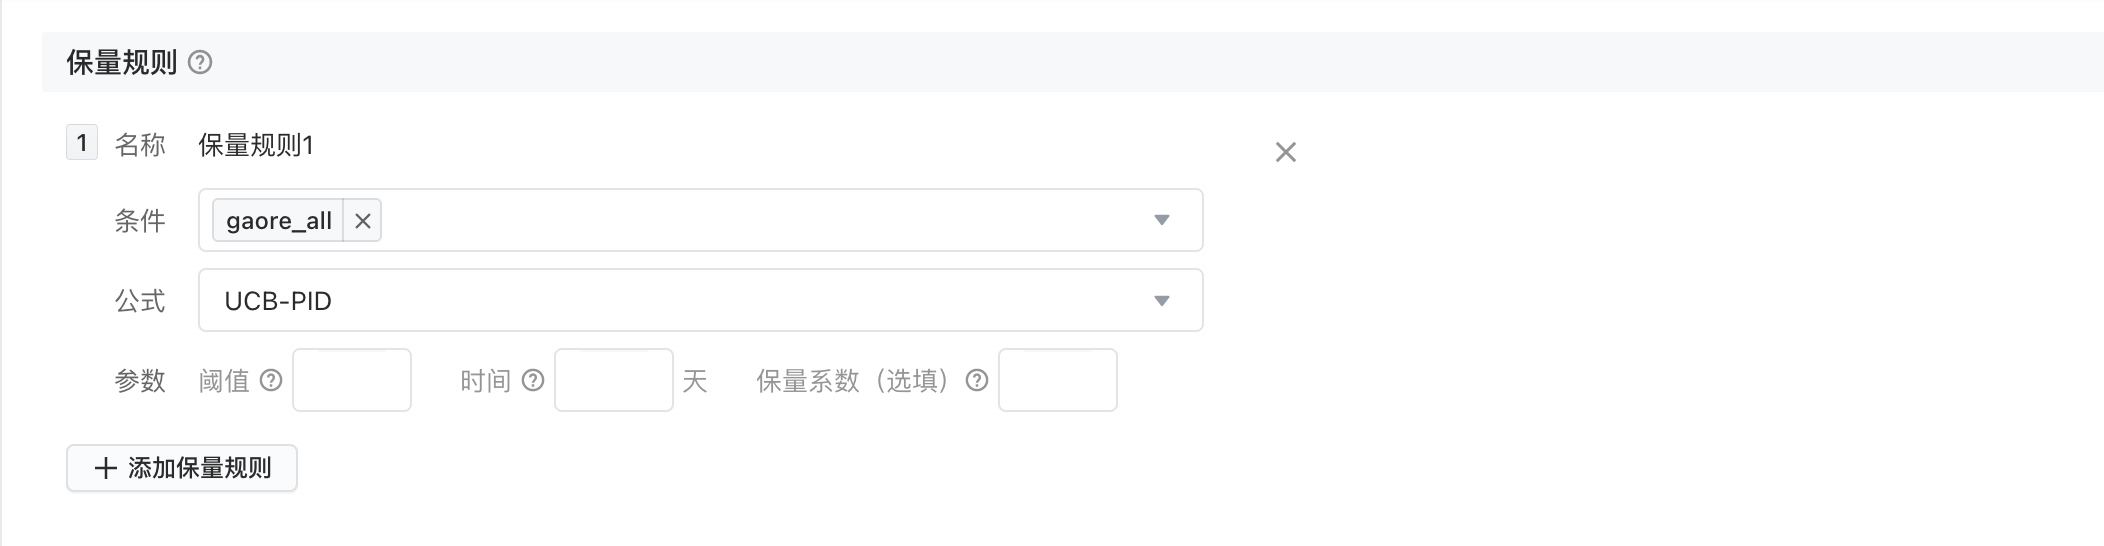 保量规则 ?
1 名称 保量规则1
条件 gaore_all ×
公式 UCB-PID
参数 阈值 ? 时间 ? 天 保量系数（选填） ?
+ 添加保量规则